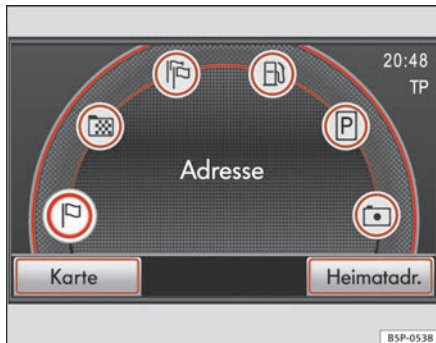 20:48
TP
P
Adresse
Karte
Heimatadr.
B5P-0538